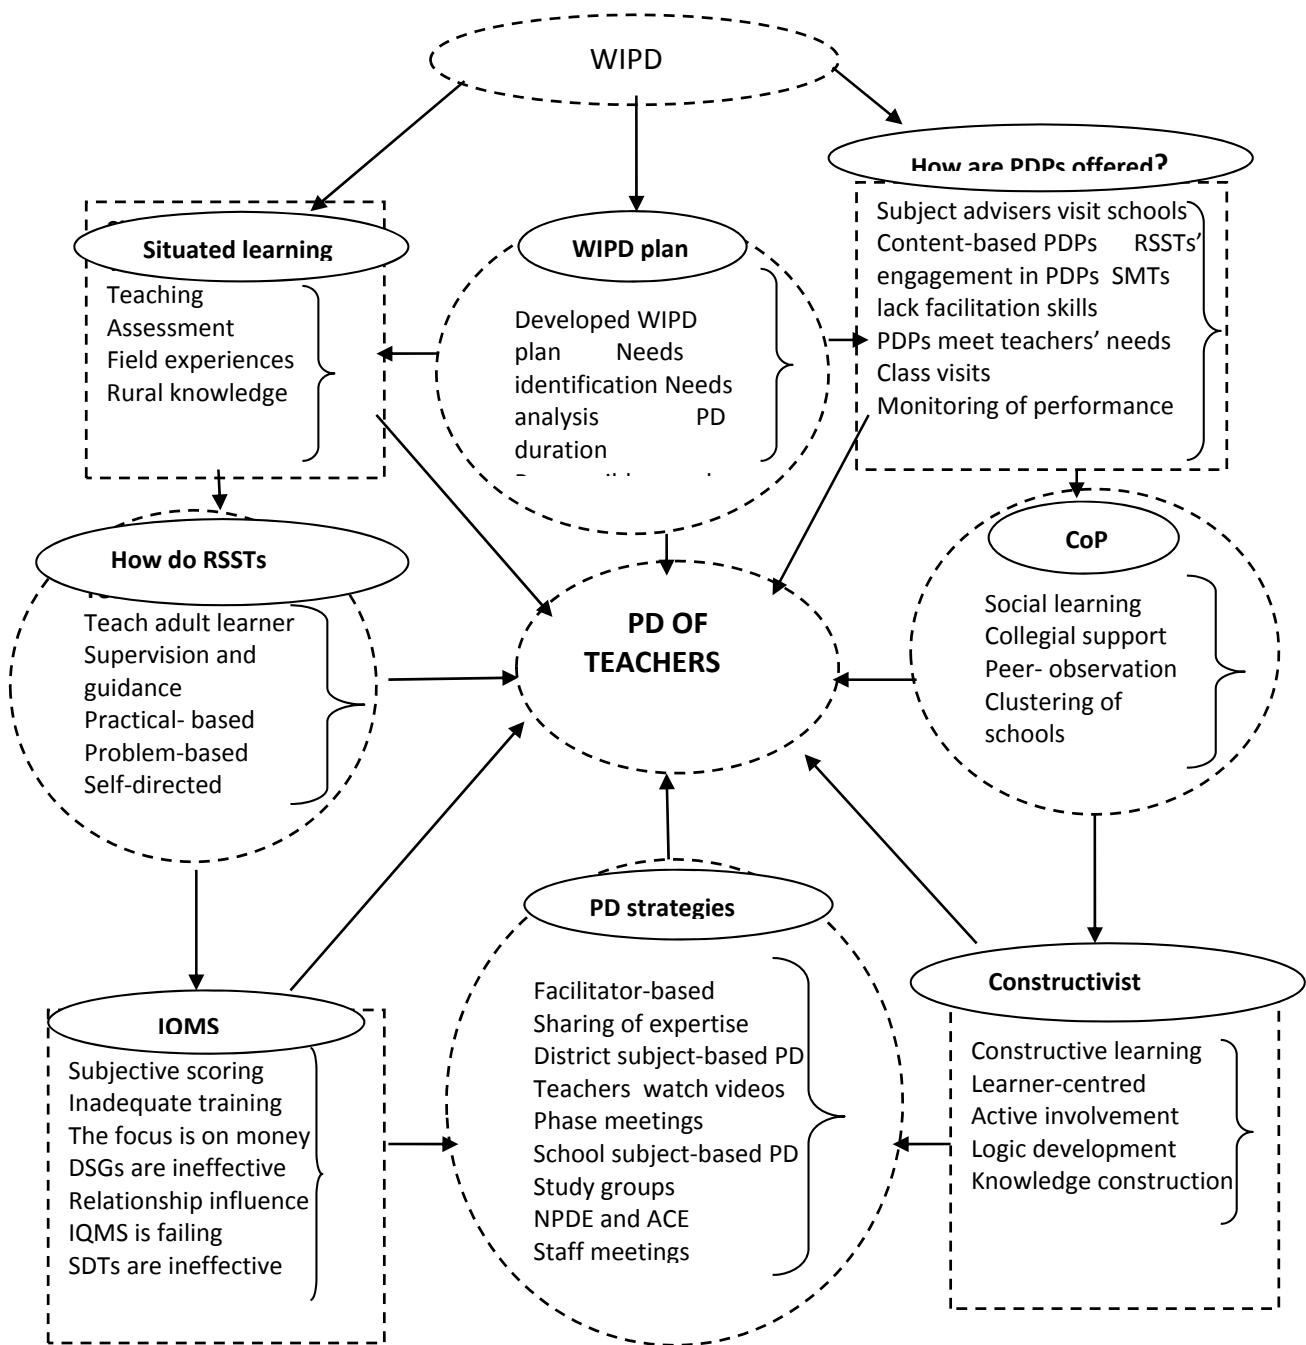 WIPD
How are PDPs offered?
Subject advisers visit schools
Content-based PDPs RSSTs’
engagement in PDPs SMTs
lack facilitation skills
PDPs meet teachers’ needs
Class visits
Monitoring of performance
Situated learning
Teaching
Assessment
Field experiences
Rural knowledge
WIPD plan
Developed WIPD
plan Needs
identification Needs
analysis PD
duration
How do RSSTs
Teach adult learner
Supervision and
guidance
Practical- based
Problem-based
Self-directed
PD OF
TEACHERS
CoP
Social learning
Collegial support
Peer- observation
Clustering of
schools
IQMS
Subjective scoring
Inadequate training
The focus is on money
DSGs are ineffective
Relationship influence
IQMS is failing
SDTs are ineffective
PD strategies
Facilitator-based
Sharing of expertise
District subject-based PD
Teachers watch videos
Phase meetings
School subject-based PD
Study groups
NPDE and ACE
Staff meetings
Constructivist
Constructive learning
Learner-centred
Active involvement
Logic development
Knowledge construction